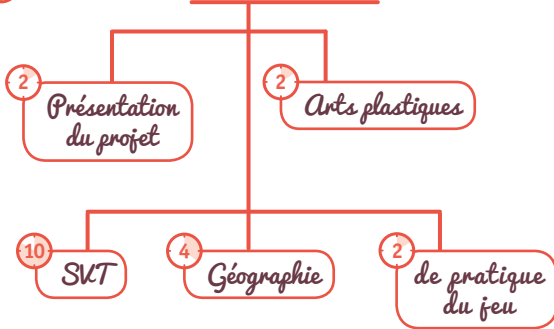 2
Présentation
du projet
2
Arts plastiques
10
SVT
4
Géographie
2
de pratique
du jeu